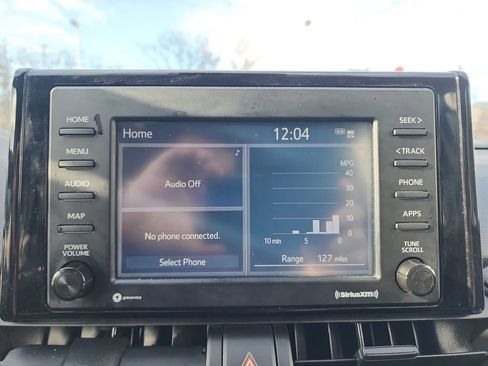 HOME
MENU
AUDIO
MAP
POWER
VOLUME
Home
12:04
Audio Off
No phone connected.
Select Phone
MPG
40
30
20
10
0
10 min
5
0
Range 127 miles
SEEK >
< TRACK
PHONE
APPS
TUNE
SCROLL
gracenote
((SiriusXM))